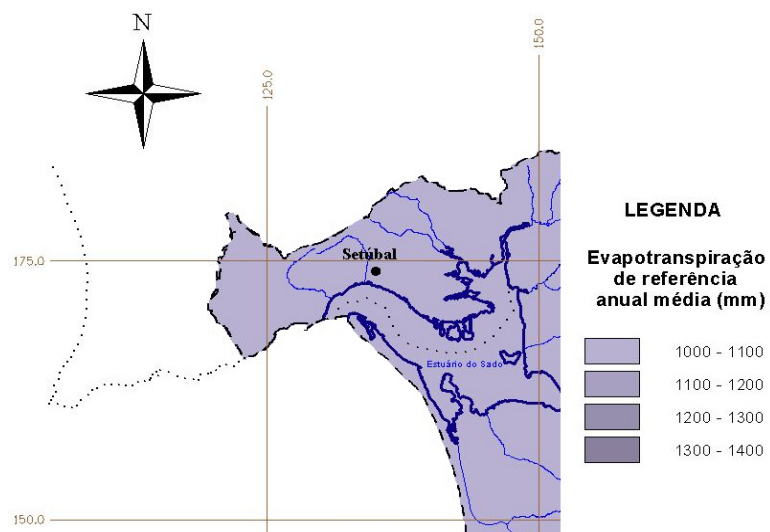 N
125.0
150.0
175.0
Setúbal
Estuário do Sado
150.0
LEGENDA
Evapotranspiração
de referência
anual média (mm)
1000 - 1100
1100 - 1200
1200 - 1300
1300 - 1400